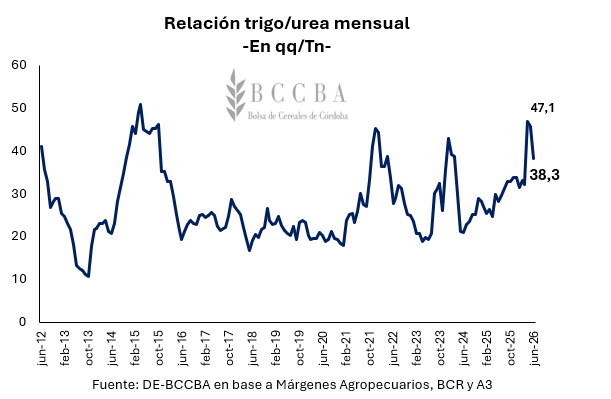 Relación trigo/urea mensual
-En qq/Tn-
BCCBA
Bolsa de Cereales de Córdoba
60
50
40
30
20
10
0
47,1
38,3
jun-12
feb-13
oct-13
jun-14
feb-15
oct-15
jun-16
feb-17
oct-17
jun-18
feb-19
oct-19
jun-20
feb-21
oct-21
jun-22
feb-23
oct-23
jun-24
feb-25
oct-25
jun-26
Fuente: DE-BCCBA en base a Márgenes Agropecuarios, BCR y A3